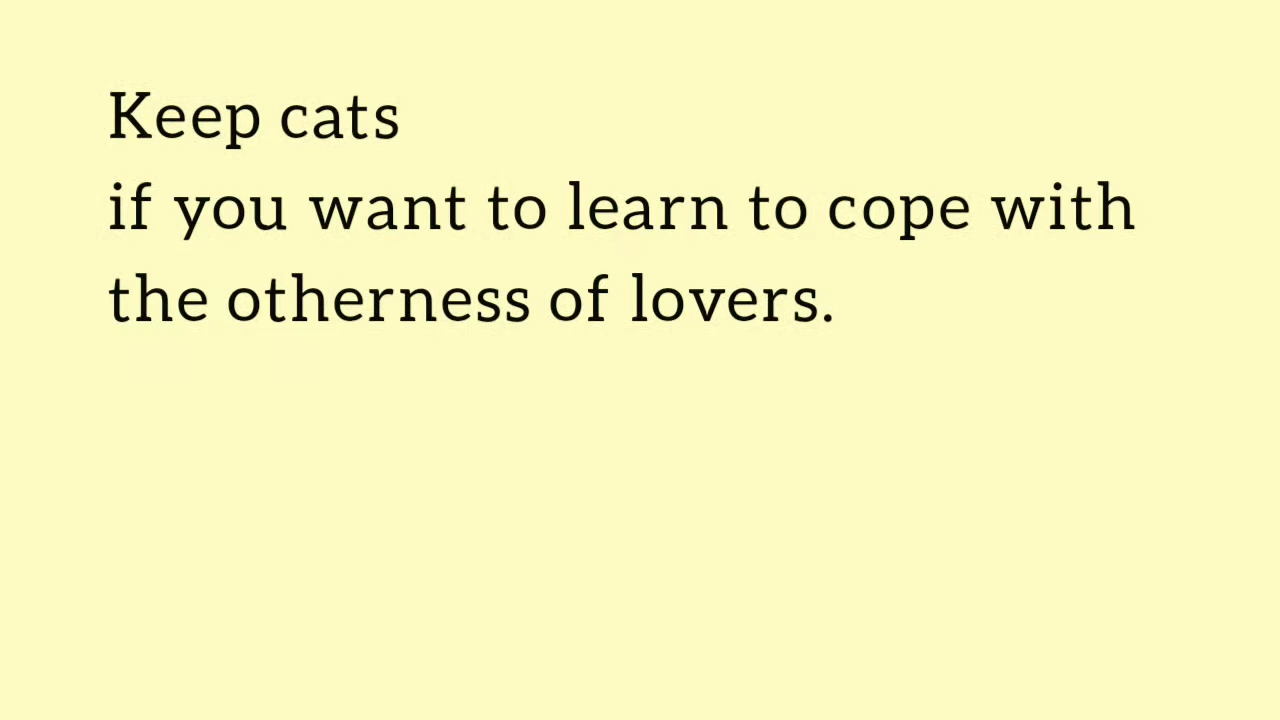 Keep cats
if you want to learn to cope with
the otherness of lovers.